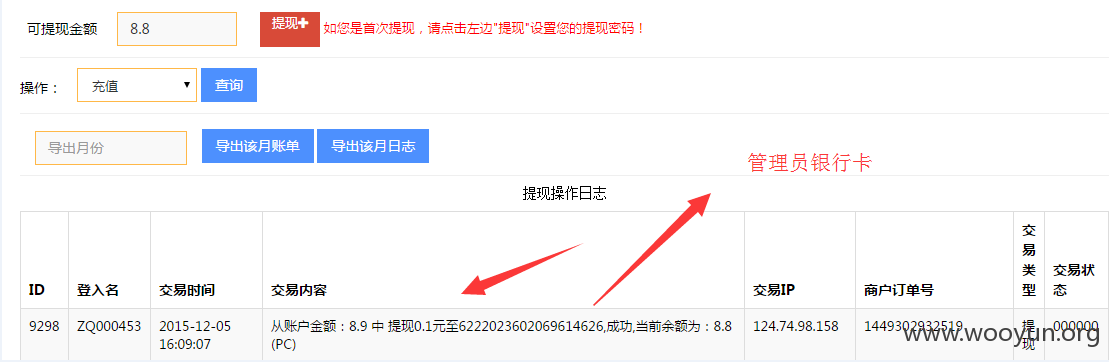 可提现金额 8.8 提现✚ 如您是首次提现，请点击左边"提现"设置您的提现密码！
操作： 充值 ▼ 查询
导出月份 导出该月账单 导出该月日志
管理员银行卡
提现操作日志
ID 登入名 交易时间 交易内容 交易IP 商户订单号 交易类型 交易状态
9298 ZQ000453 2015-12-05 16:09:07 从账户金额：8.9 中 提现0.1元至6222023602069614626,成功,当前余额为：8.8 (PC) 124.74.98.158 1449302932519 提现 000000
www.wooyun.org